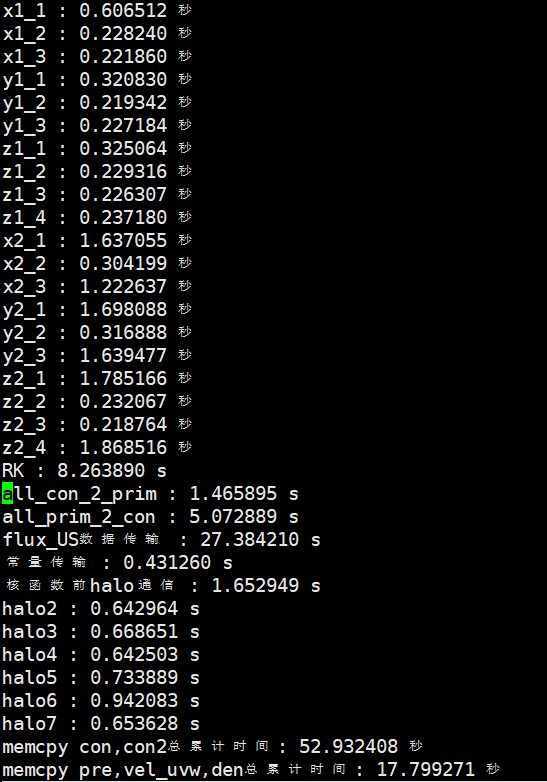 x1_1 : 0.606512 秒
x1_2 : 0.228240 秒
x1_3 : 0.221860 秒
y1_1 : 0.320830 秒
y1_2 : 0.219342 秒
y1_3 : 0.227184 秒
z1_1 : 0.325064 秒
z1_2 : 0.229316 秒
z1_3 : 0.226307 秒
z1_4 : 0.237180 秒
x2_1 : 1.637055 秒
x2_2 : 0.304199 秒
x2_3 : 1.222637 秒
y2_1 : 1.698088 秒
y2_2 : 0.316888 秒
y2_3 : 1.639477 秒
z2_1 : 1.785166 秒
z2_2 : 0.232067 秒
z2_3 : 0.218764 秒
z2_4 : 1.868516 秒
RK : 8.263890 s
all_con_2_prim : 1.465895 s
all_prim_2_con : 5.072889 s
flux_US数据传输 : 27.384210 s
常量传输 : 0.431260 s
核函数前halo通信 : 1.652949 s
halo2 : 0.642964 s
halo3 : 0.668651 s
halo4 : 0.642503 s
halo5 : 0.733889 s
halo6 : 0.942083 s
halo7 : 0.653628 s
memcpy con,con2总累计时间: 52.932408 秒
memcpy pre,vel_uvw,den总累计时间: 17.799271 秒